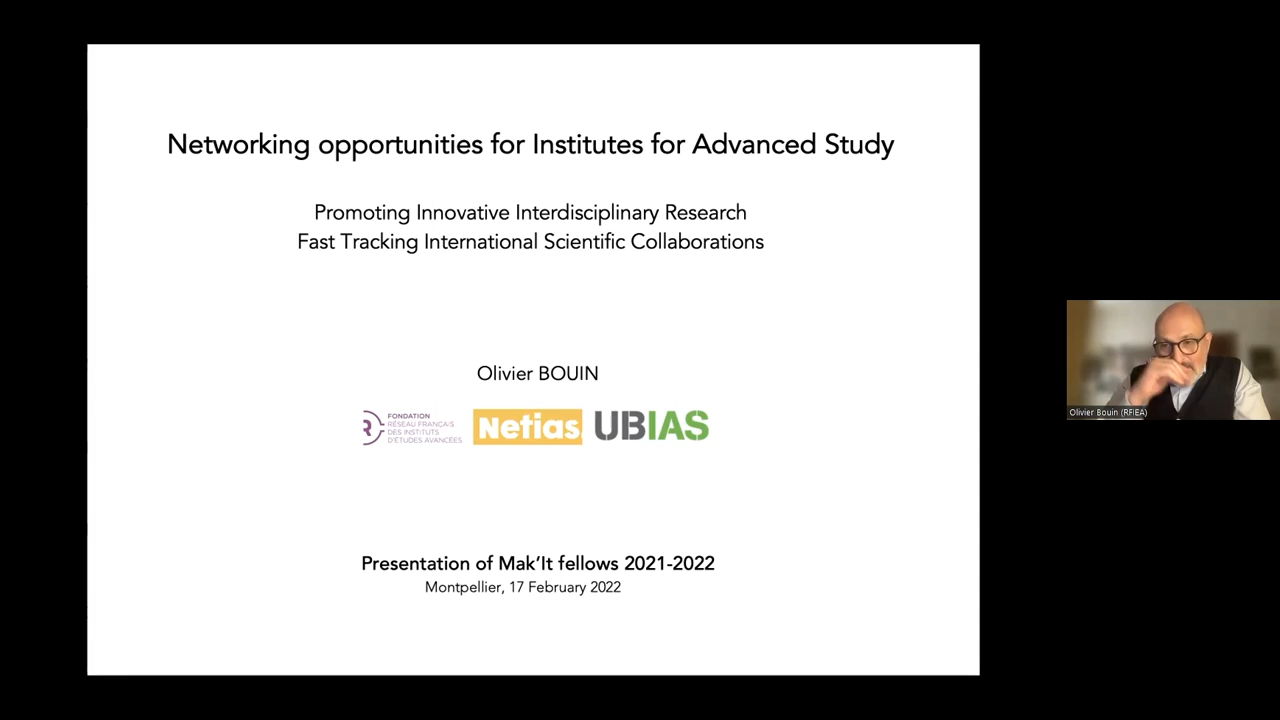 Networking opportunities for Institutes for Advanced Study
Promoting Innovative Interdisciplinary Research
Fast Tracking International Scientific Collaborations
Olivier BOUIN
FONDATION
RÉSEAU FRANÇAIS
DES INSTITUTS
D'ÉTUDES AVANCÉES
Netias
UBIAS
Presentation of Mak'It fellows 2021-2022
Montpellier, 17 February 2022
Olivier Bouin (RFIEA)